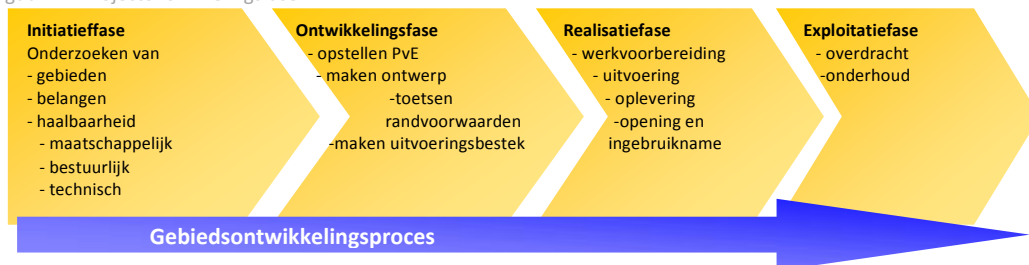 Initiatieffase
Onderzoeken van
- gebieden
- belangen
- haalbaarheid
- maatschappelijk
- bestuurlijk
- technisch
Ontwikkelingsfase
- opstellen PvE
- maken ontwerp
-toetsen
randvoorwaarden
-maken uitvoeringsbestek
Realisatiefase
- werkvoorbereiding
- uitvoering
- oplevering
-opening en
ingebruikname
Exploitatiefase
- overdracht
-onderhoud
Gebiedsontwikkelingsproces